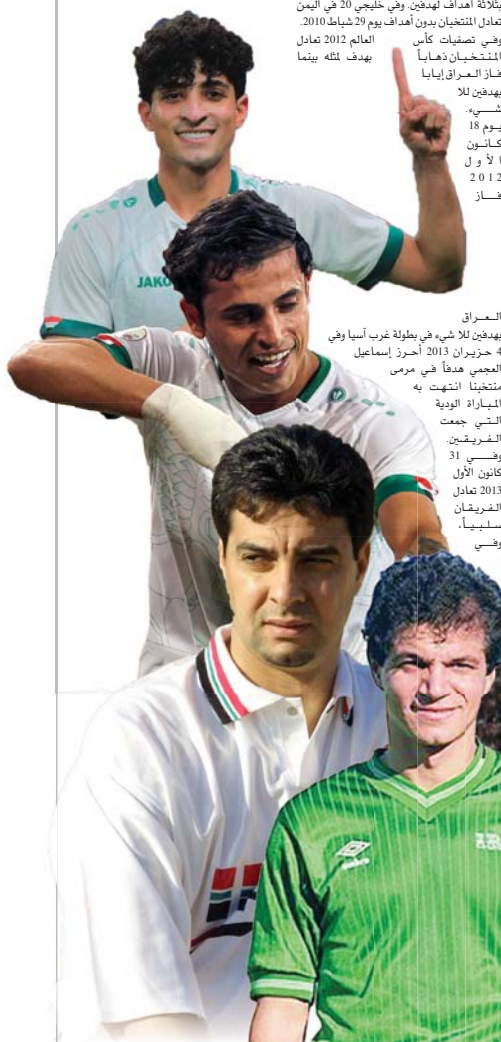 بثلاثة أهداف لهدفين. وفي خليجي 20 في اليمن
تعادل المنتخبان بدون أهداف يوم 29 شباط 2010.
وفي تصفيات كأس العالم 2012 تعادل
المنتخبان ذهاباً بهدف لمثله بينما
فاز العراق إيابا
بهدفين للا
شيء.
يوم 18
كانون
الأول
2012
فاز
العراق
بهدفين للا شيء في بطولة غرب آسيا وفي
4 حزيران 2013 أحرز إسماعيل
العجمي هدفاً في مرمى
منتخبنا انتهت به
المباراة الودية
التي جمعت
الفريقين.
وفي 31
كانون الأول
2013 تعادل
الفريقان
سلبياً،
وفي
JAKO
umbro